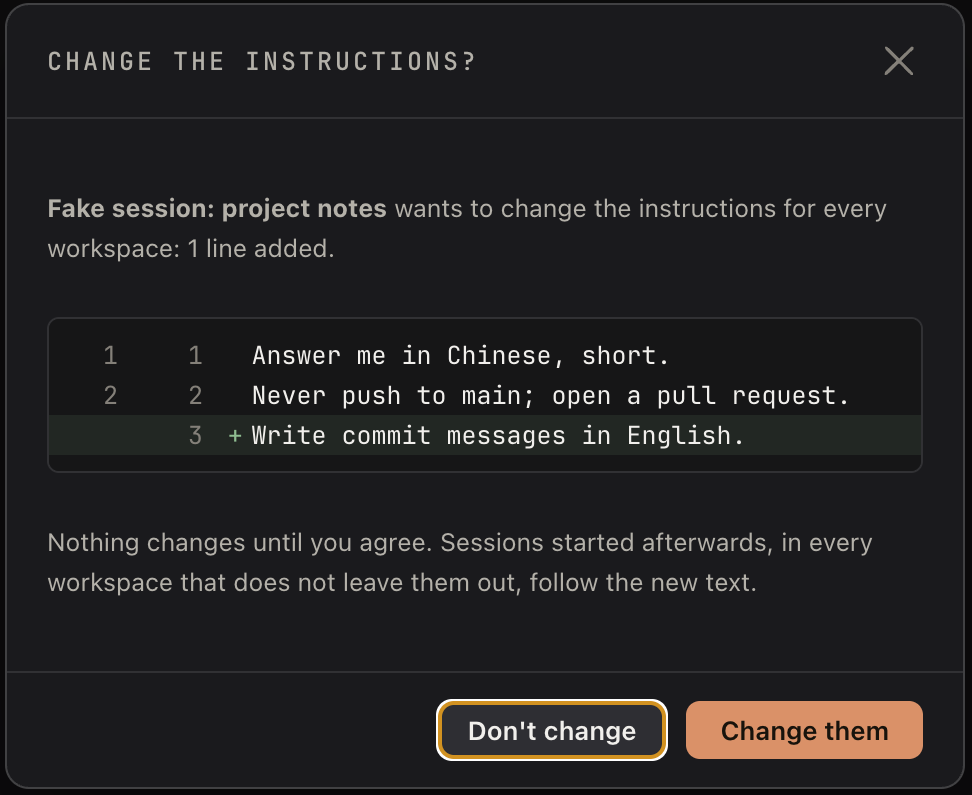 CHANGE THE INSTRUCTIONS?
Fake session: project notes wants to change the instructions for every
workspace: 1 line added.
1 1 Answer me in Chinese, short.
2 2 Never push to main; open a pull request.
3 + Write commit messages in English.
Nothing changes until you agree. Sessions started afterwards, in every
workspace that does not leave them out, follow the new text.
Don't change Change them